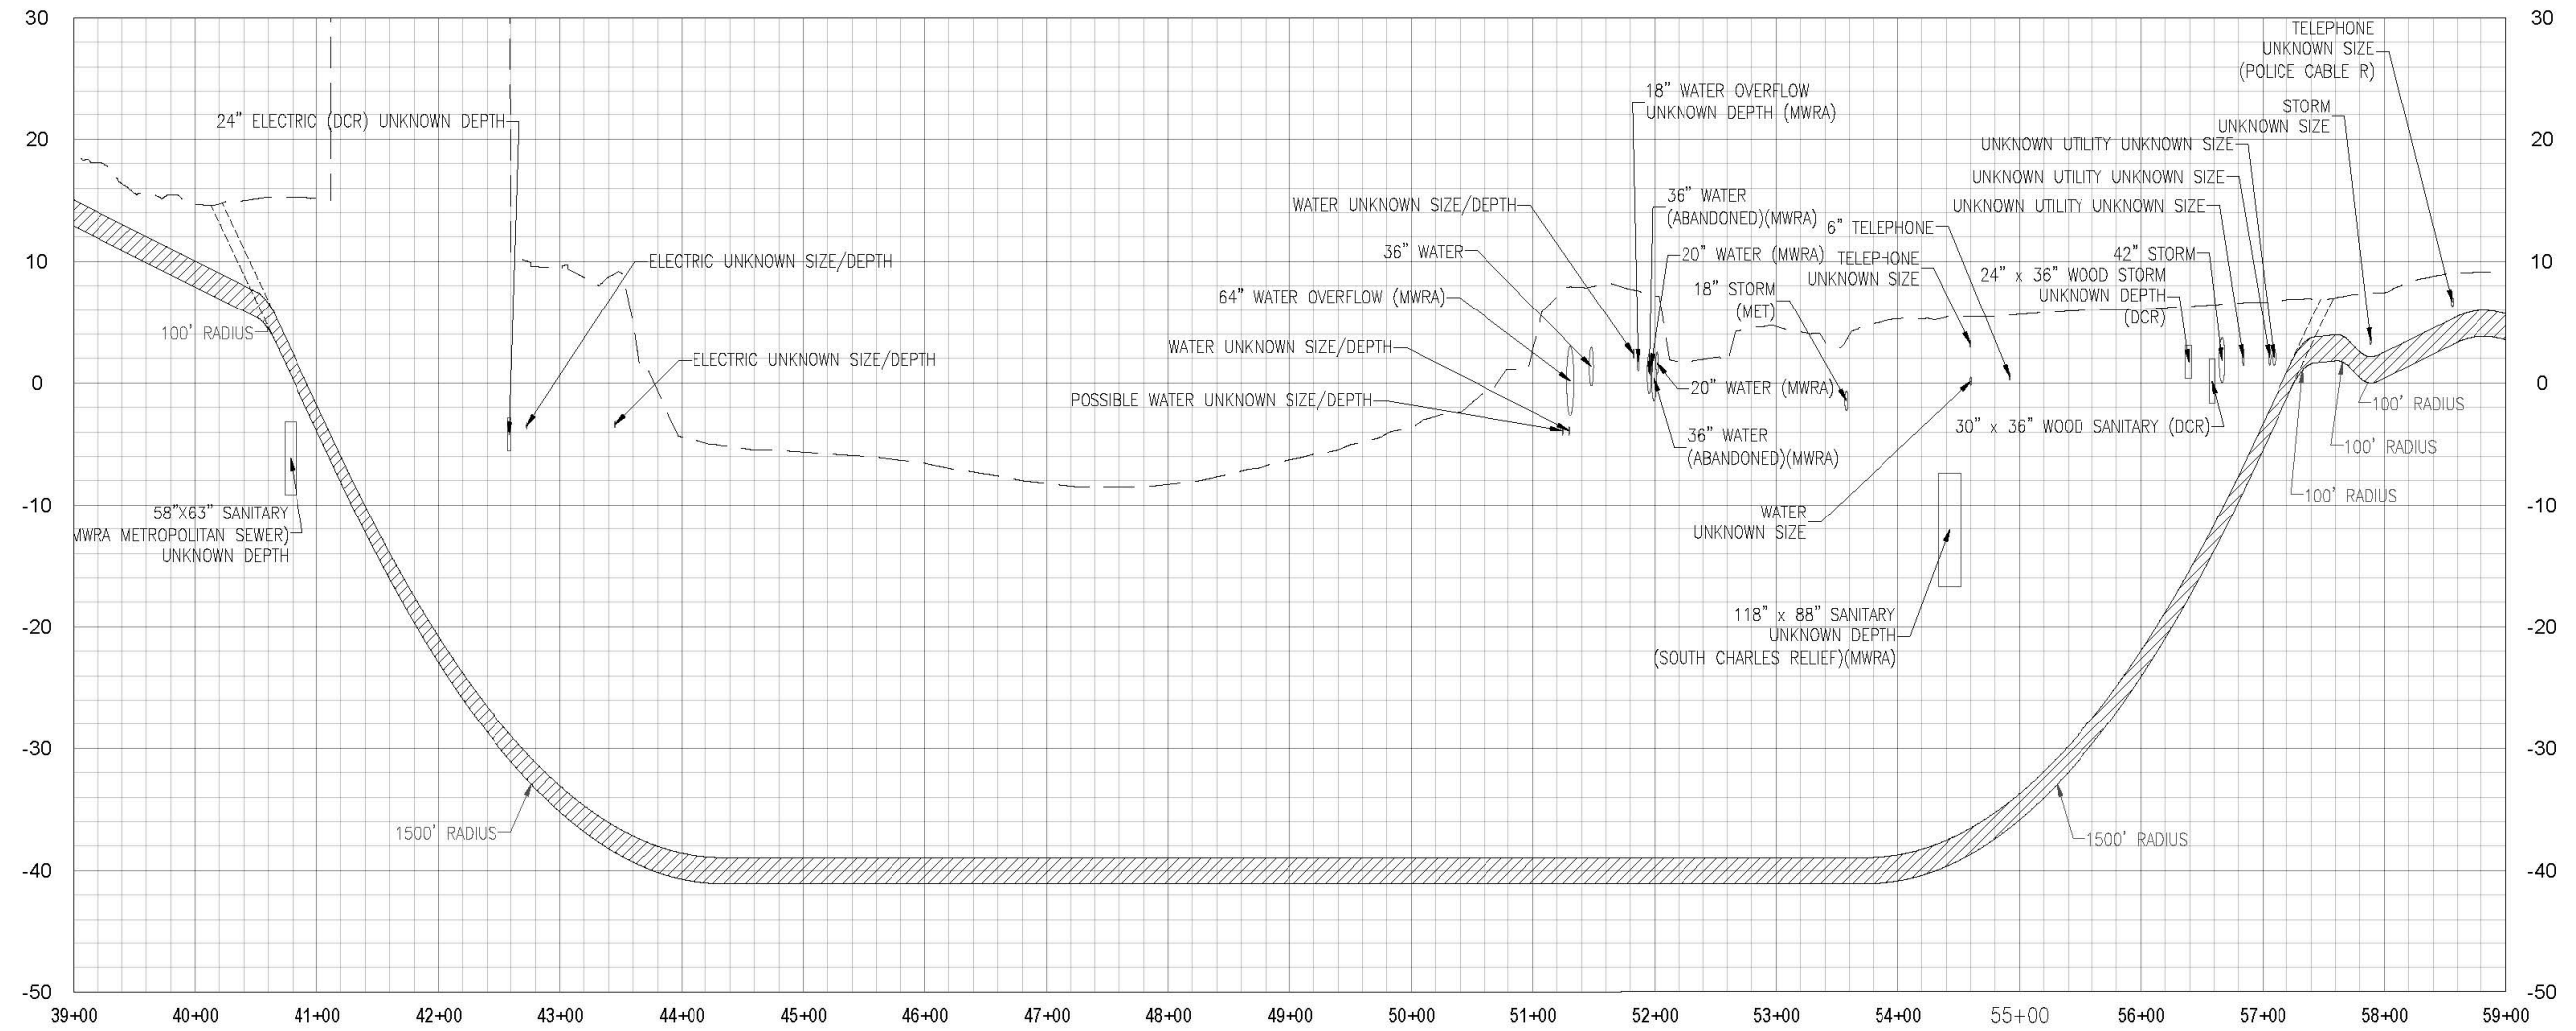 30
30
20
20
10
10
0
0
-10
-10
-20
-20
-30
-30
-40
-40
-50
-50
24” ELECTRIC (DCR) UNKNOWN DEPTH
100' RADIUS
58”X63” SANITARY
MWRA METROPOLITAN SEWER)
UNKNOWN DEPTH
ELECTRIC UNKNOWN SIZE/DEPTH
ELECTRIC UNKNOWN SIZE/DEPTH
1500' RADIUS
WATER UNKNOWN SIZE/DEPTH
36” WATER
64” WATER OVERFLOW (MWRA)
WATER UNKNOWN SIZE/DEPTH
POSSIBLE WATER UNKNOWN SIZE/DEPTH
18” WATER OVERFLOW
UNKNOWN DEPTH (MWRA)
36” WATER
(ABANDONED)(MWRA)
20” WATER (MWRA)
20” WATER (MWRA)
36” WATER
(ABANDONED)(MWRA)
18” STORM
(MET)
6” TELEPHONE
TELEPHONE
UNKNOWN SIZE
WATER
UNKNOWN SIZE
118” x 88” SANITARY
UNKNOWN DEPTH
(SOUTH CHARLES RELIEF)(MWRA)
TELEPHONE
UNKNOWN SIZE
(POLICE CABLE R)
STORM
UNKNOWN SIZE
UNKNOWN UTILITY UNKNOWN SIZE
UNKNOWN UTILITY UNKNOWN SIZE
UNKNOWN UTILITY UNKNOWN SIZE
42” STORM
24” x 36” WOOD STORM
UNKNOWN DEPTH
(DCR)
30” x 36” WOOD SANITARY (DCR)
100' RADIUS
100' RADIUS
100' RADIUS
1500' RADIUS
39+00
40+00
41+00
42+00
43+00
44+00
45+00
46+00
47+00
48+00
49+00
50+00
51+00
52+00
53+00
54+00
55+00
56+00
57+00
58+00
59+00